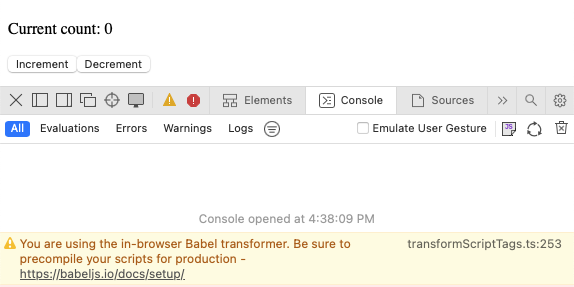 Current count: 0
Increment Decrement
Elements Console Sources
All Evaluations Errors Warnings Logs Emulate User Gesture JS
Console opened at 4:38:09 PM
You are using the in-browser Babel transformer. Be sure to transformScriptTags.ts:253
precompile your scripts for production -
https://babeljs.io/docs/setup/